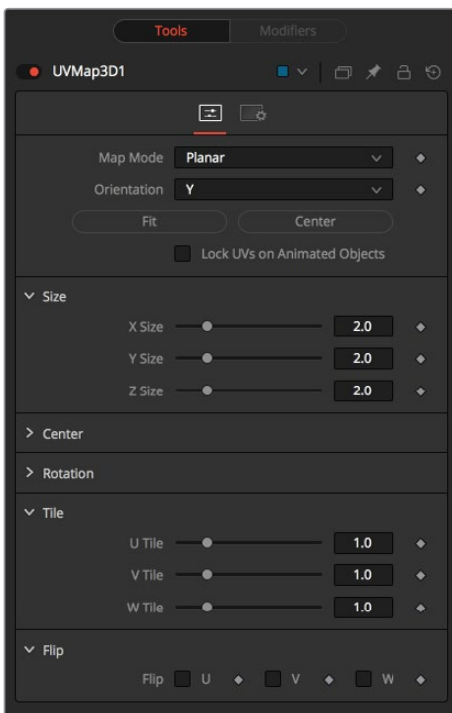 Tools Modifiers
UVMap3D1
Map Mode Planar
Orientation Y
Fit Center
Lock UVs on Animated Objects
Size
X Size 2.0
Y Size 2.0
Z Size 2.0
Center
Rotation
Tile
U Tile 1.0
V Tile 1.0
W Tile 1.0
Flip
Flip U V W